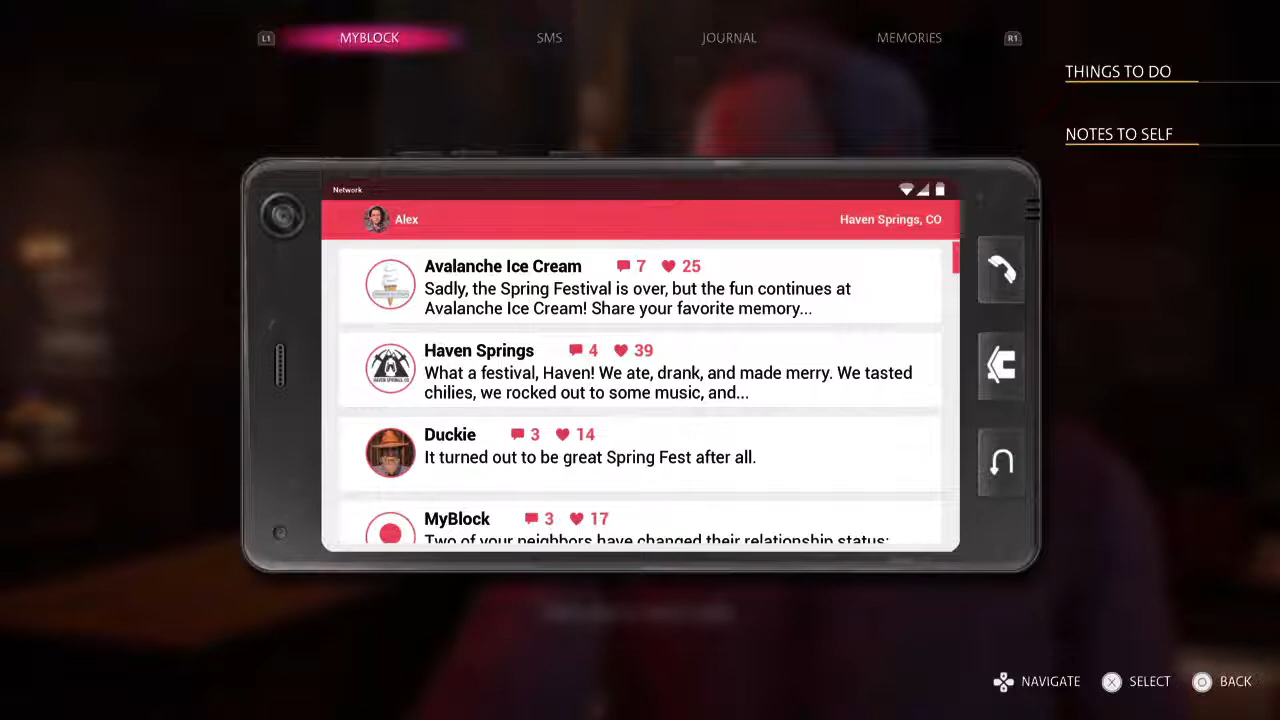 L1
MYBLOCK
SMS
JOURNAL
MEMORIES
R1
THINGS TO DO
NOTES TO SELF
Network
Alex
Haven Springs, CO
Avalanche Ice Cream 7 25
Sadly, the Spring Festival is over, but the fun continues at
Avalanche Ice Cream! Share your favorite memory...
Haven Springs 4 39
What a festival, Haven! We ate, drank, and made merry. We tasted
chilies, we rocked out to some music, and...
HAVEN SPRINGS, CO
Duckie 3 14
It turned out to be great Spring Fest after all.
MyBlock 3 17
Two of your neighbors have changed their relationship status:
NAVIGATE
SELECT
BACK